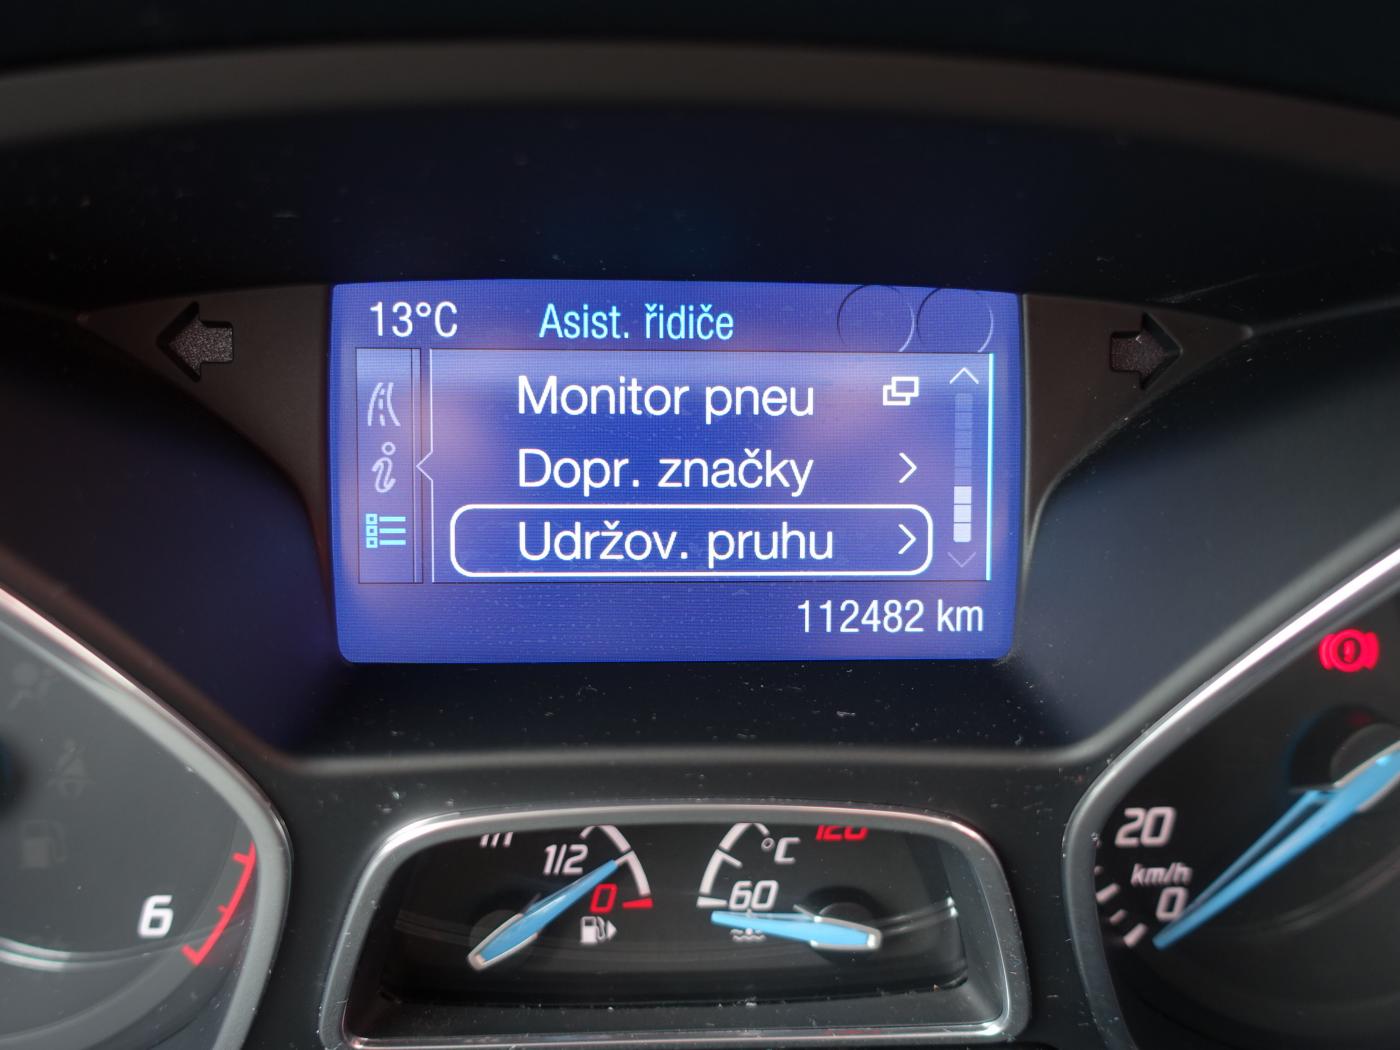 13°C Asist. řidiče
Monitor pneu
Dopr. značky
Udržov. pruhu
112482 km
6
1/2
0
°C
120
60
20
km/h
0